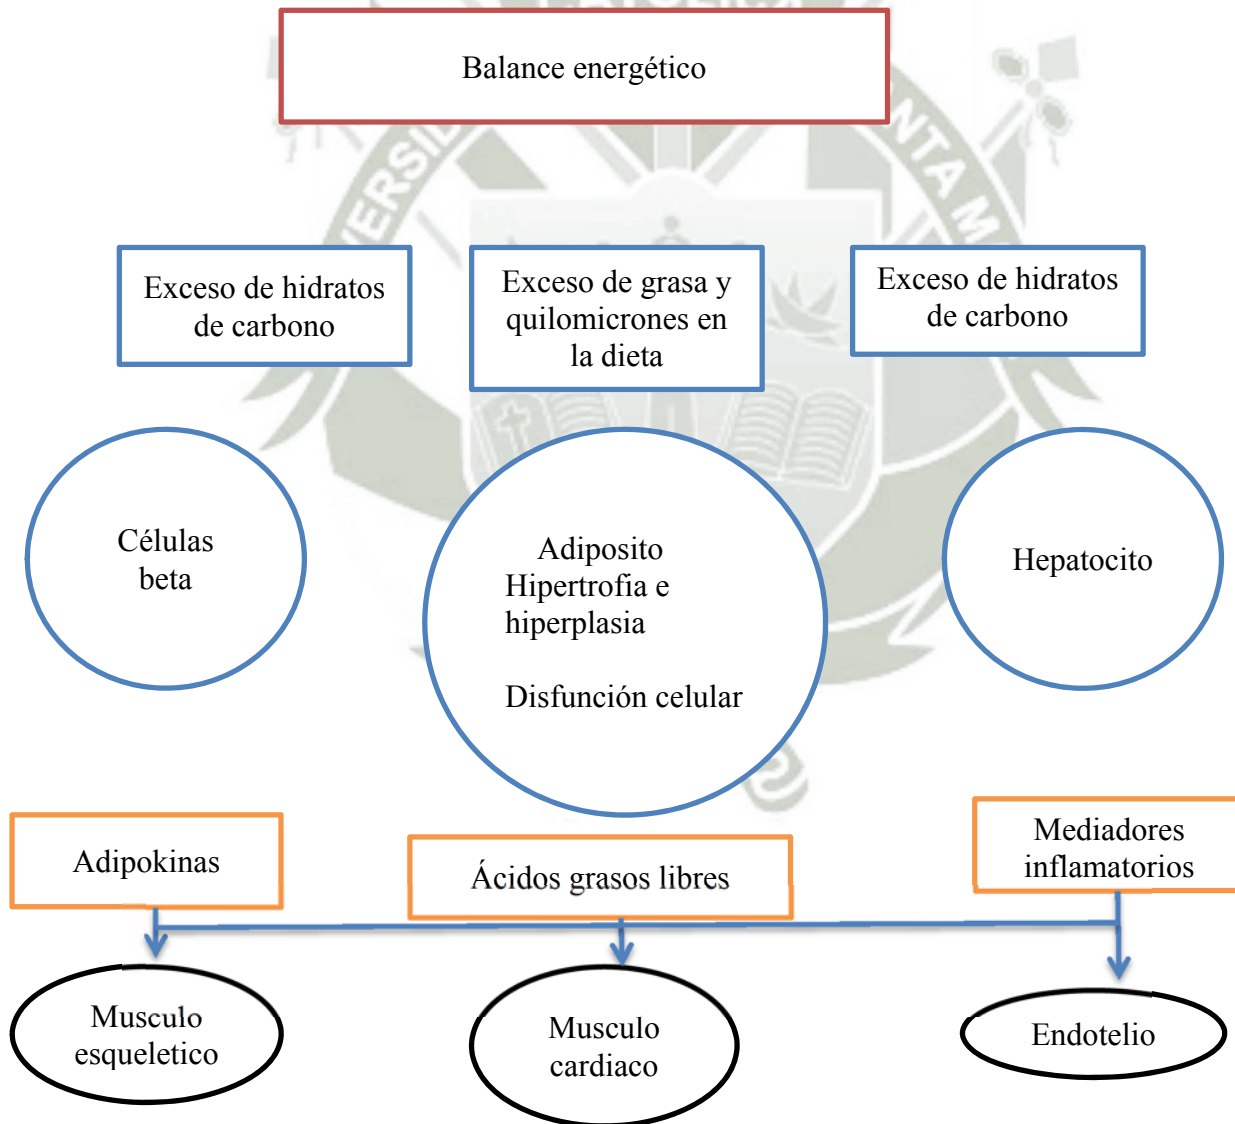 Balance energético
Exceso de hidratos
de carbono
Exceso de grasa y
quilomicrones en
la dieta
Exceso de hidratos
de carbono
Células
beta
Adiposito
Hipertrofia e
hiperplasia
Disfunción celular
Hepatocito
Adipokinas
Ácidos grasos libres
Mediadores
inflamatorios
Musculo
esqueletico
Musculo
cardiaco
Endotelio